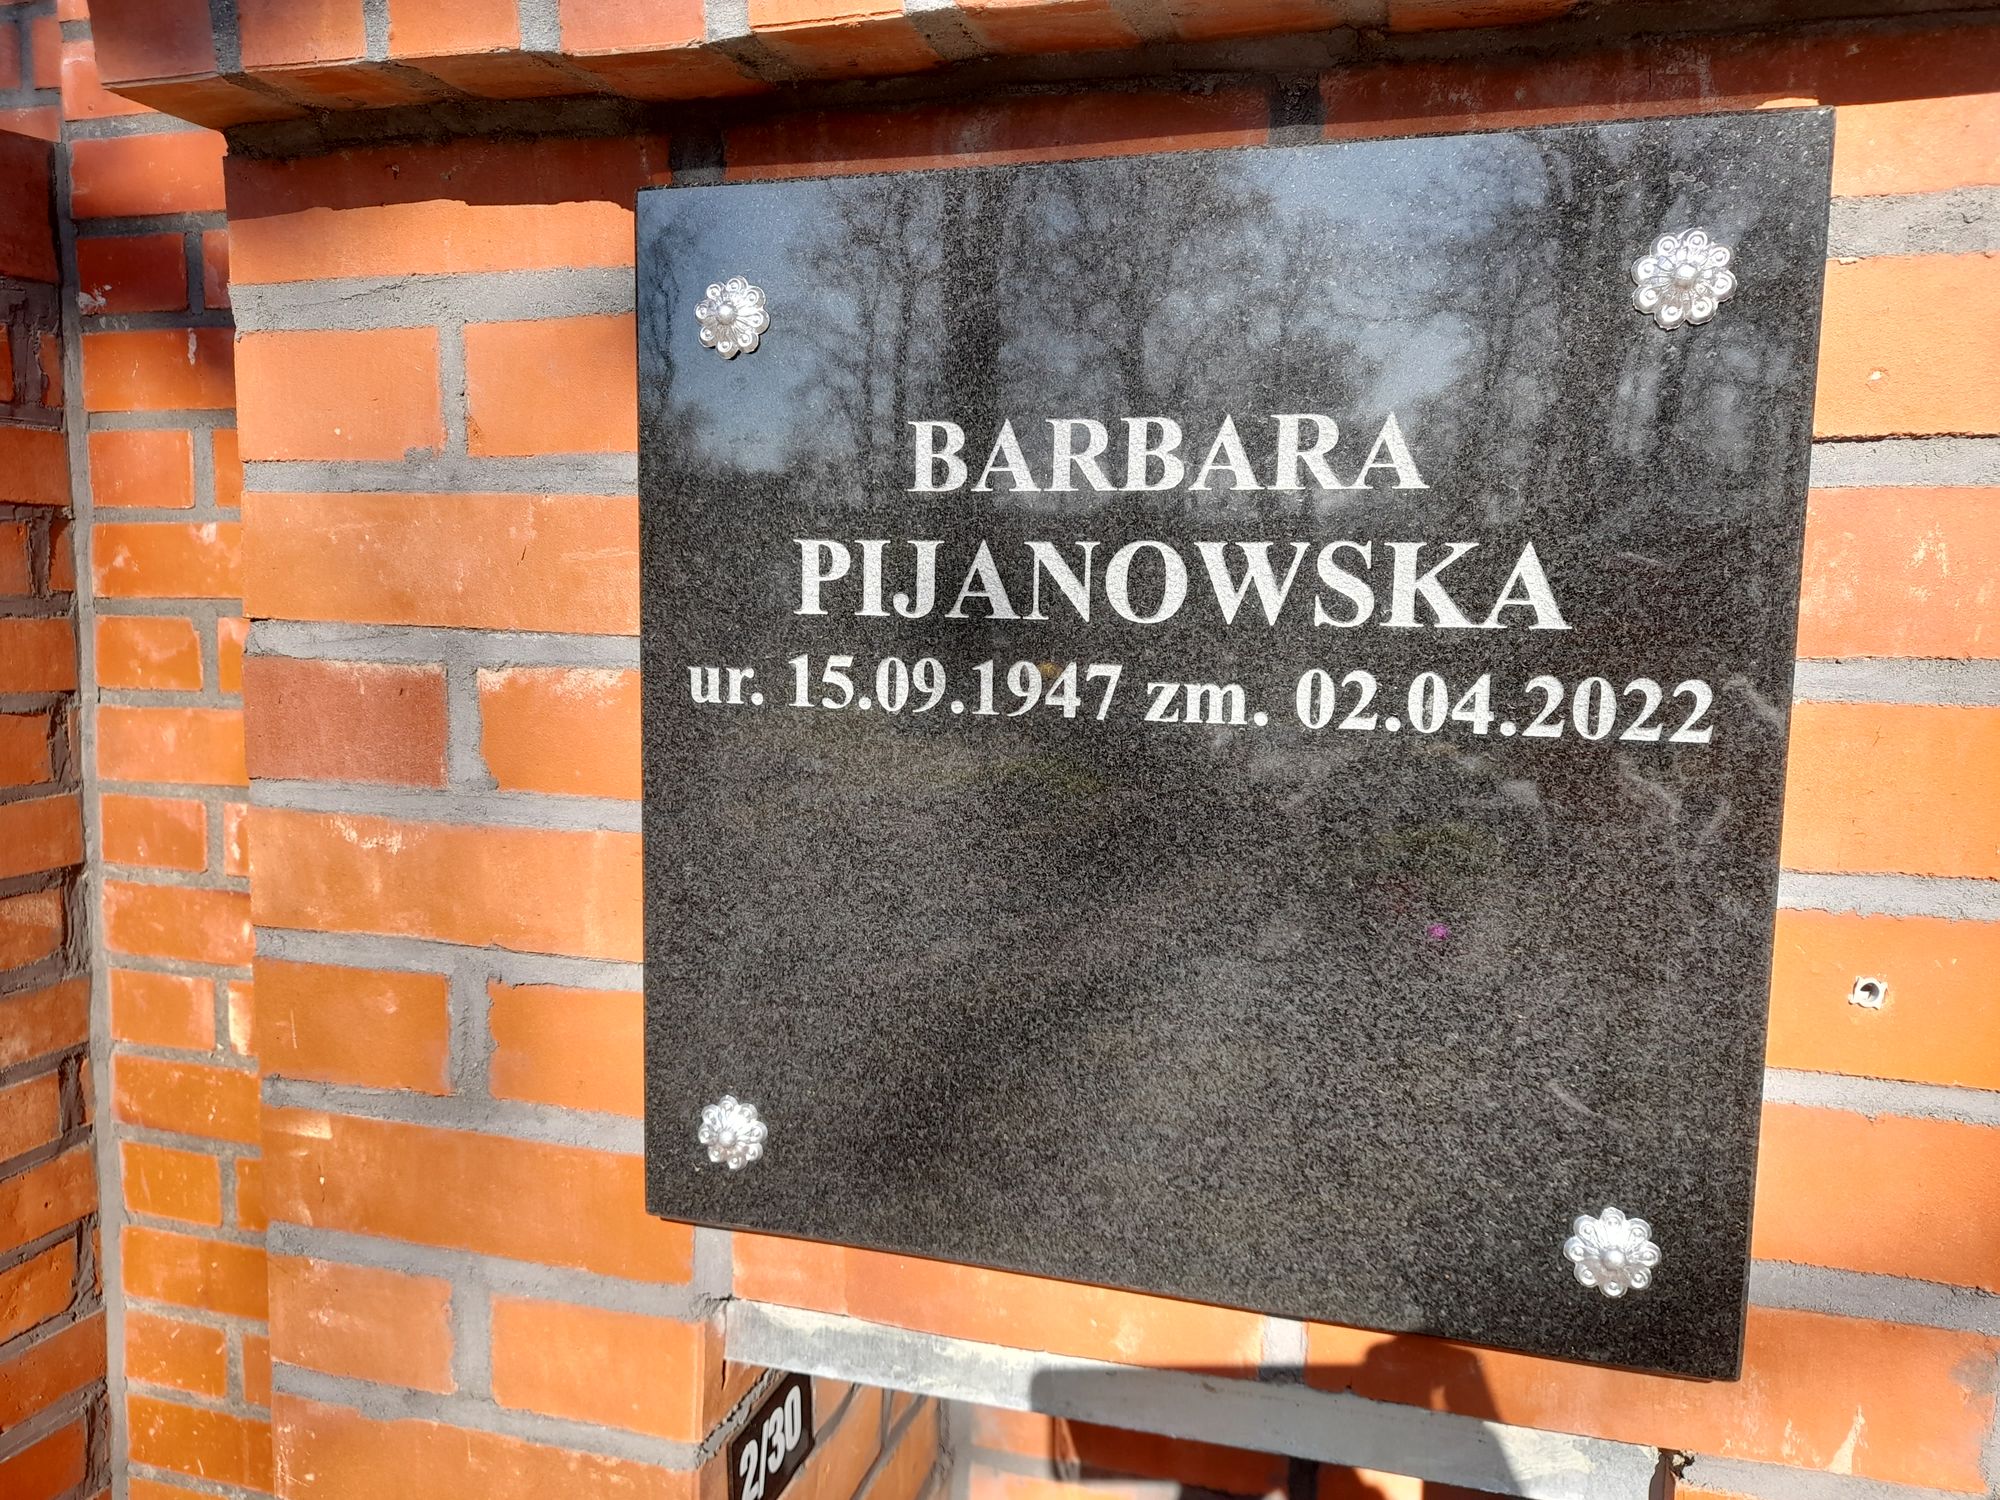 BARBARA
PIJANOWSKA
ur. 15.09.1947 zm. 02.04.2022
2/30